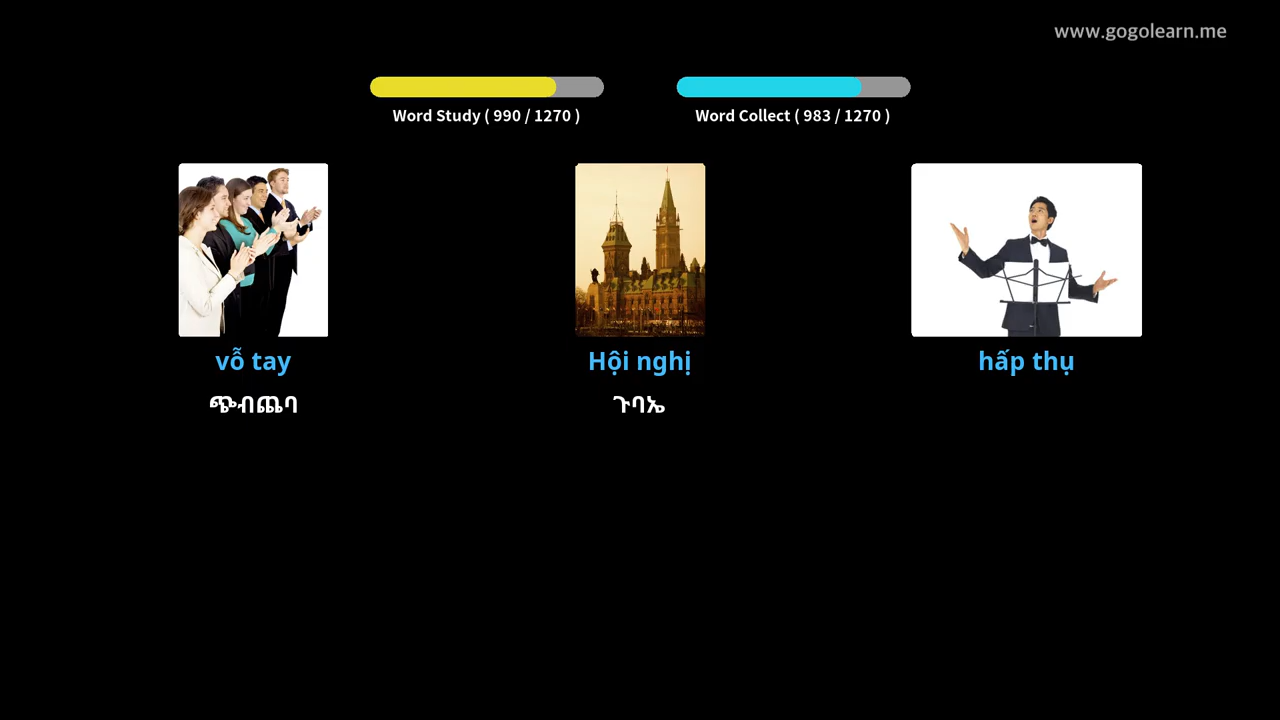 www.gogolearn.me
Word Study ( 990 / 1270 )
Word Collect ( 983 / 1270 )
vỗ tay
Hội nghị
hấp thụ
ጭብጨባ
ጉባኤ